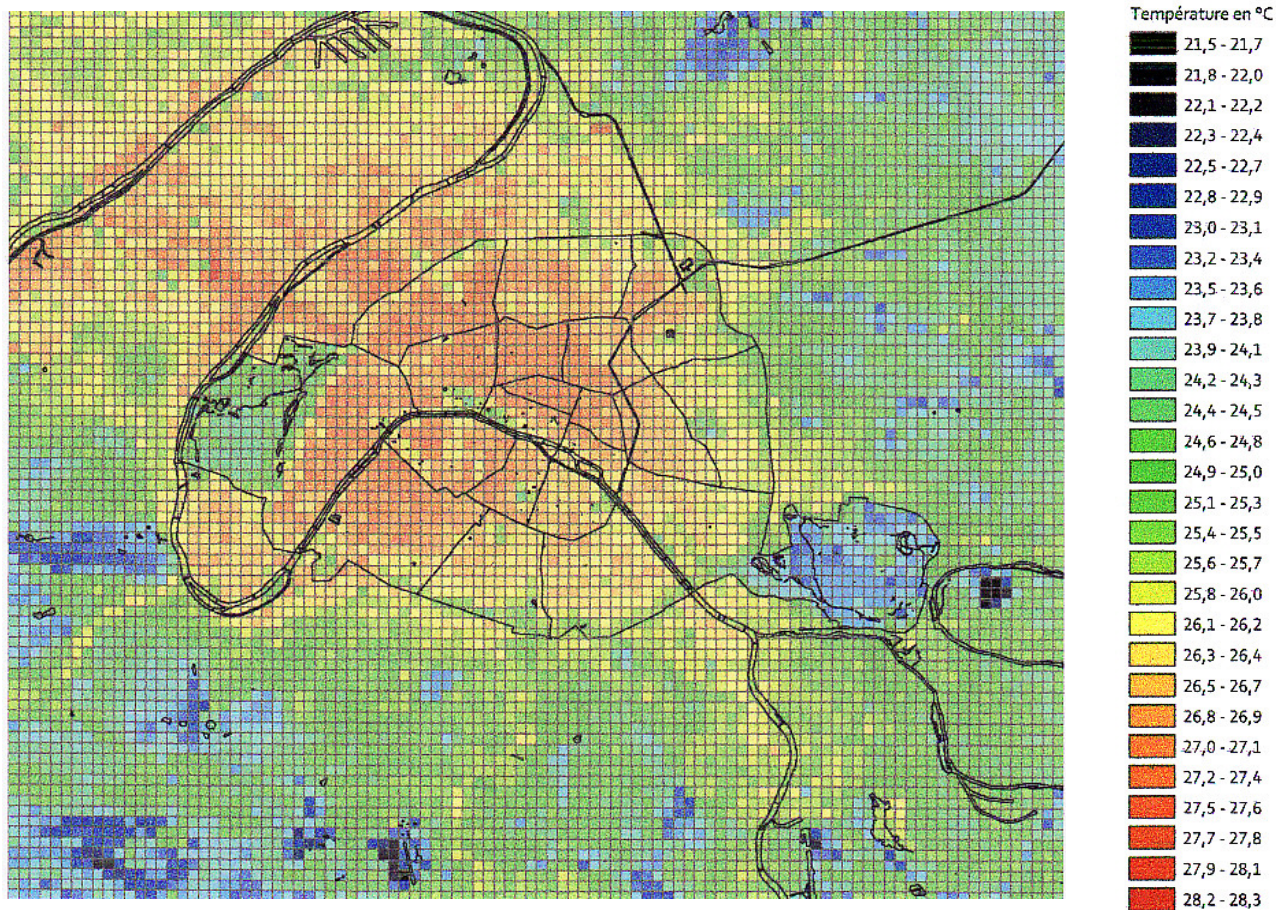 Température en ºC
21,5 - 21,7
21,8 - 22,0
22,1 - 22,2
22,3 - 22,4
22,5 - 22,7
22,8 - 22,9
23,0 - 23,1
23,2 - 23,4
23,5 - 23,6
23,7 - 23,8
23,9 - 24,1
24,2 - 24,3
24,4 - 24,5
24,6 - 24,8
24,9 - 25,0
25,1 - 25,3
25,4 - 25,5
25,6 - 25,7
25,8 - 26,0
26,1 - 26,2
26,3 - 26,4
26,5 - 26,7
26,8 - 26,9
27,0 - 27,1
27,2 - 27,4
27,5 - 27,6
27,7 - 27,8
27,9 - 28,1
28,2 - 28,3